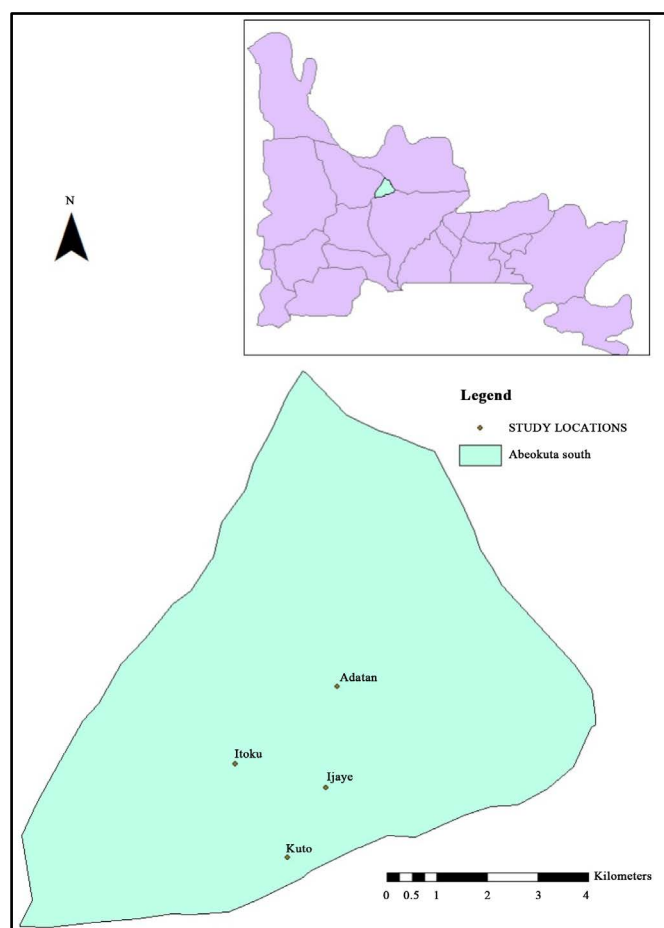 N
Legend
STUDY LOCATIONS
Abeokuta south
Adatan
Itoku
Ijaye
Kuto
Kilometers
0 0.5 1 2 3 4